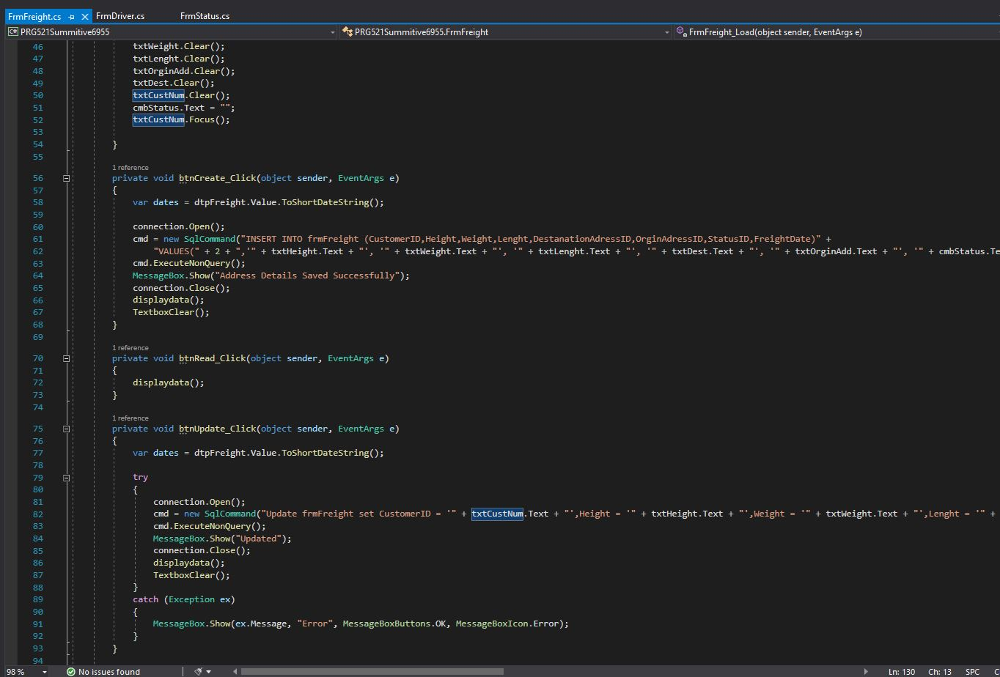 FrmFreight.cs FrmDriver.cs FrmStatus.cs
C# PRG521Summitive6955 PRG521Summitive6955.FrmFreight FrmFreight_Load(object sender, EventArgs e)
46 txtWeight.Clear();
47 txtLenght.Clear();
48 txtOrginAdd.Clear();
49 txtDest.Clear();
50 txtCustNum.Clear();
51 cmbStatus.Text = "";
52 txtCustNum.Focus();
53
54 }
55
1 reference
56 private void btnCreate_Click(object sender, EventArgs e)
57 {
58 var dates = dtpFreight.Value.ToShortDateString();
59
60 connection.Open();
61 cmd = new SqlCommand("INSERT INTO frmFreight (CustomerID,Height,Weight,Lenght,DestanationAdressID,OrginAdressID,StatusID,FreightDate)" +
62 "VALUES(" + 2 + ",'" + txtHeight.Text + "', '" + txtWeight.Text + "', '" + txtLenght.Text + "', '" + txtDest.Text + "', '" + txtOrginAdd.Text + "', '" + cmbStatus.Te
63 cmd.ExecuteNonQuery();
64 MessageBox.Show("Address Details Saved Successfully");
65 connection.Close();
66 displaydata();
67 TextboxClear();
68 }
69
1 reference
70 private void btnRead_Click(object sender, EventArgs e)
71 {
72 displaydata();
73 }
74
1 reference
75 private void btnUpdate_Click(object sender, EventArgs e)
76 {
77 var dates = dtpFreight.Value.ToShortDateString();
78
79 try
80 {
81 connection.Open();
82 cmd = new SqlCommand("Update frmFreight set CustomerID = '" + txtCustNum.Text + "',Height = '" + txtHeight.Text + "',Weight = '" + txtWeight.Text + "',Lenght = '" +
83 cmd.ExecuteNonQuery();
84 MessageBox.Show("Updated");
85 connection.Close();
86 displaydata();
87 TextboxClear();
88 }
89 catch (Exception ex)
90 {
91 MessageBox.Show(ex.Message, "Error", MessageBoxButtons.OK, MessageBoxIcon.Error);
92 }
93 }
94
98 % No issues found Ln: 130 Ch: 13 SPC C